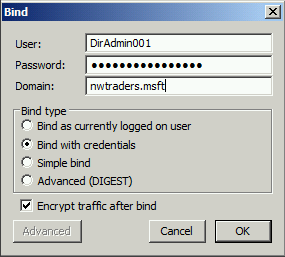 Bind
User: DirAdmin001
Password: ●●●●●●●●●●●●●●●●
Domain: nwtraders.msft
Bind type
Bind as currently logged on user
Bind with credentials
Simple bind
Advanced (DIGEST)
Encrypt traffic after bind
Advanced Cancel OK